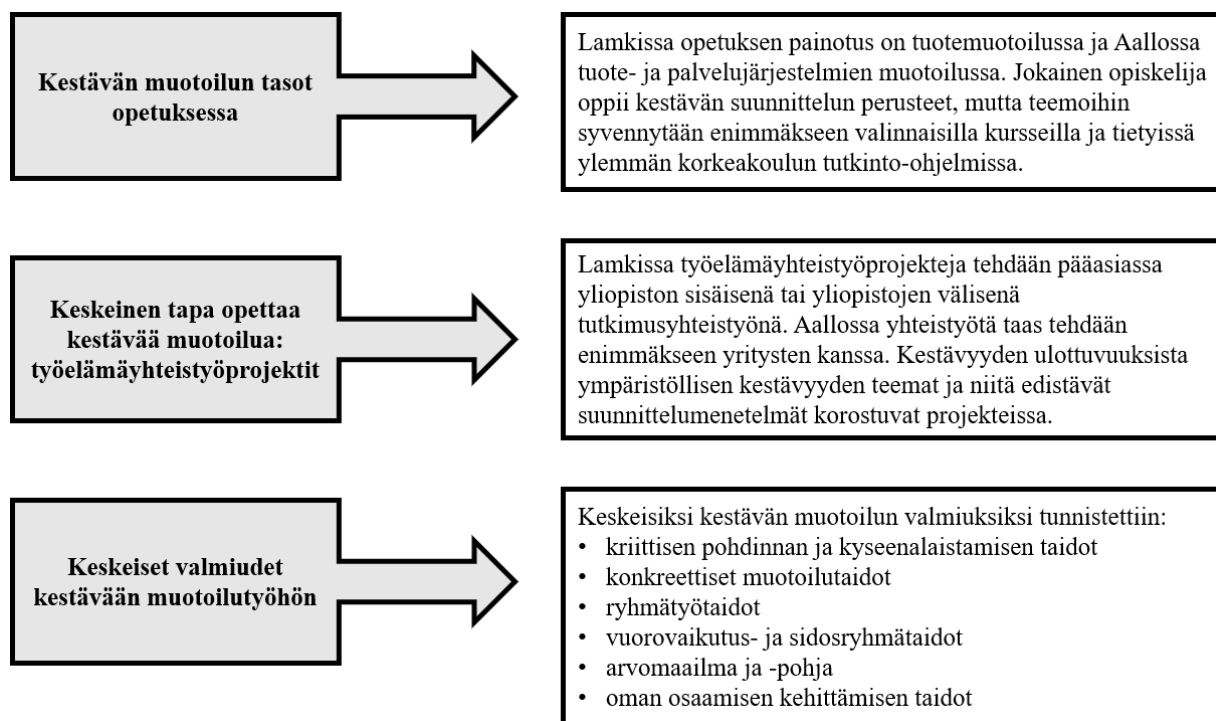 Kestävän muotoilun tasot
opetuksessa
Lamkissa opetuksen painotus on tuotemuotoilussa ja Aallossa
tuote- ja palvelujärjestelmien muotoilussa. Jokainen opiskelija
oppii kestävän suunnittelun perusteet, mutta teemoihin
syvennytään enimmäkseen valinnaisilla kursseilla ja tietyissä
ylemmän korkeakoulun tutkinto-ohjelmissa.
Keskeinen tapa opettaa
kestävää muotoilua:
työelämäyhteistyöprojektit
Lamkissa työelämäyhteistyöprojekteja tehdään pääasiassa
yliopiston sisäisenä tai yliopistojen välisenä
tutkimusyhteistyönä. Aallossa yhteistyötä taas tehdään
enimmäkseen yritysten kanssa. Kestävyyden ulottuvuuksista
ympäristöllisen kestävyyden teemat ja niitä edistävät
suunnittelumenetelmät korostuvat projekteissa.
Keskeiset valmiudet
kestävään muotoilutyöhön
Keskeisiksi kestävän muotoilun valmiuksiksi tunnistettiin:
• kriittisen pohdinnan ja kyseenalaistamisen taidot
• konkreettiset muotoilutaidot
• ryhmätyötaidot
• vuorovaikutus- ja sidosryhmätaidot
• arvomaailma ja -pohja
• oman osaamisen kehittämisen taidot